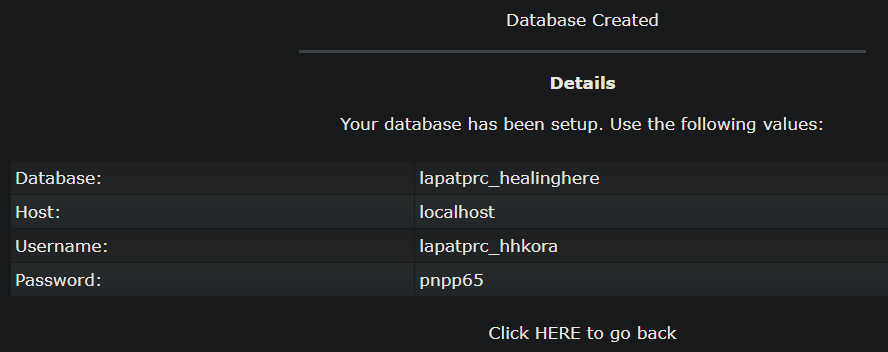 Database Created
Details
Your database has been setup. Use the following values:
Database: lapatprc_healinghere
Host: localhost
Username: lapatprc_hhkora
Password: pnpp65
Click HERE to go back